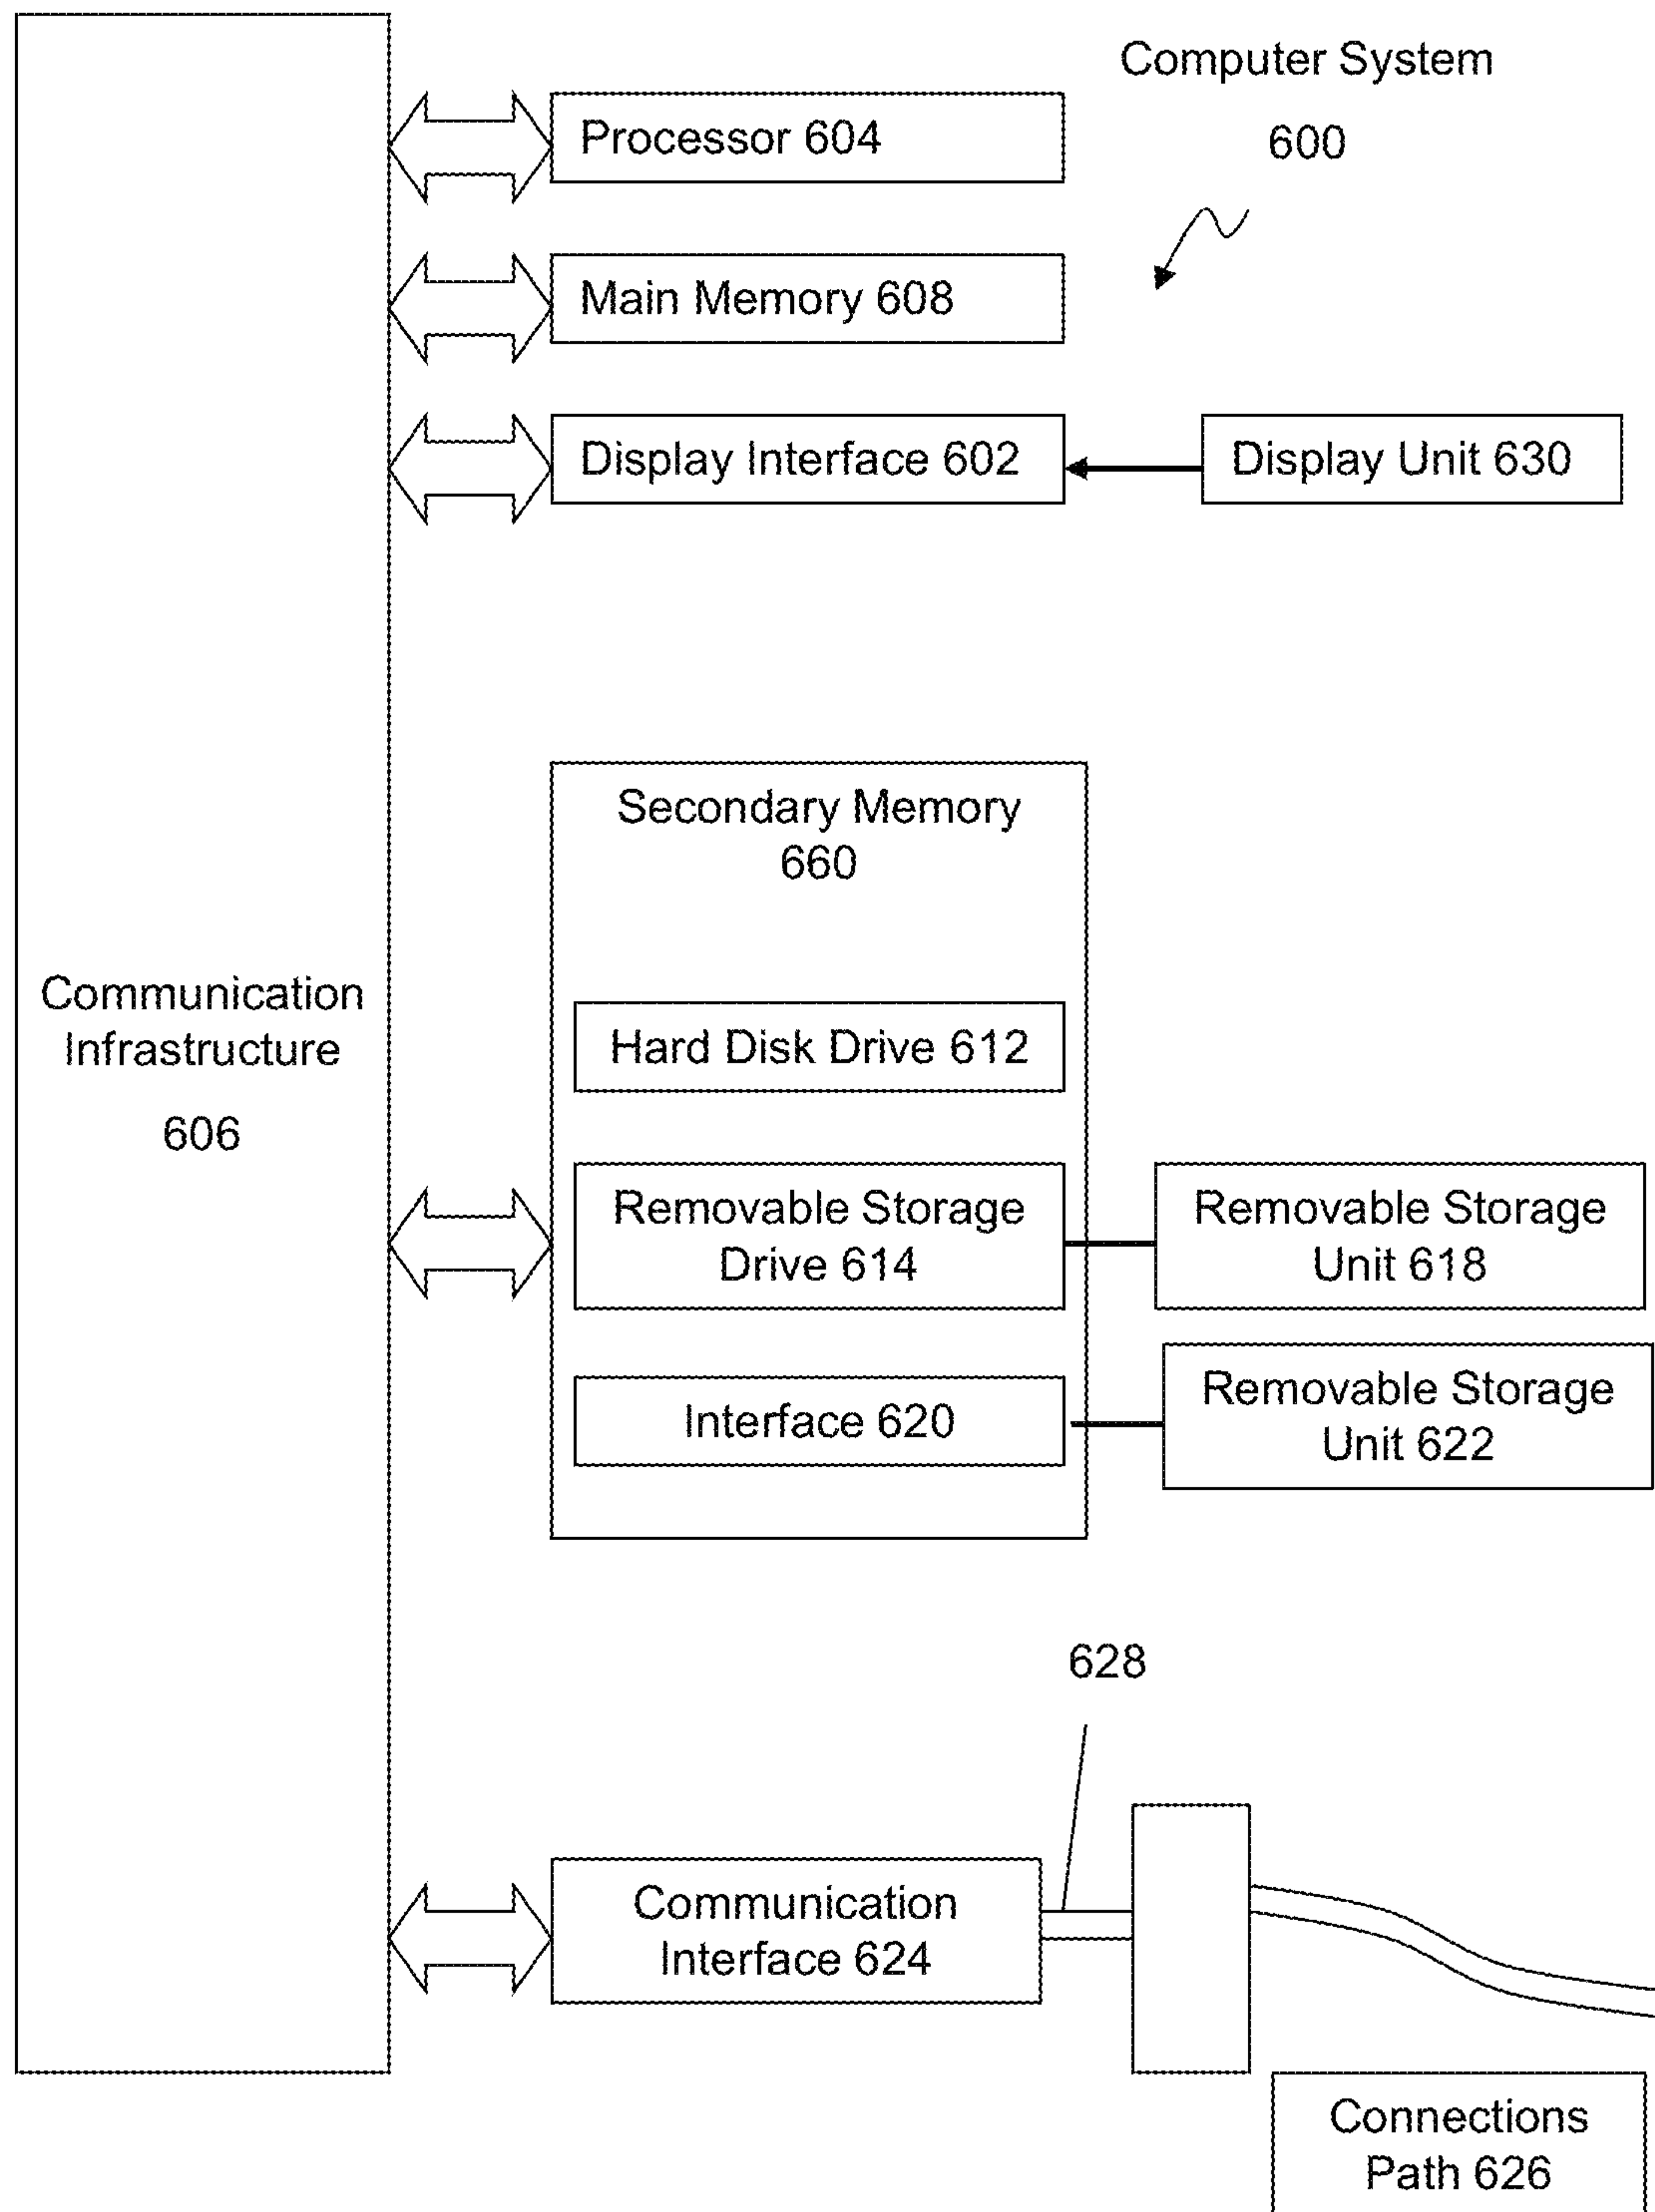 Computer System
600
Processor 604
Main Memory 608
Display Interface 602
Display Unit 630
Secondary Memory
660
Communication
Infrastructure
606
Hard Disk Drive 612
Removable Storage
Drive 614
Removable Storage
Unit 618
Interface 620
Removable Storage
Unit 622
628
Communication
Interface 624
Connections
Path 626